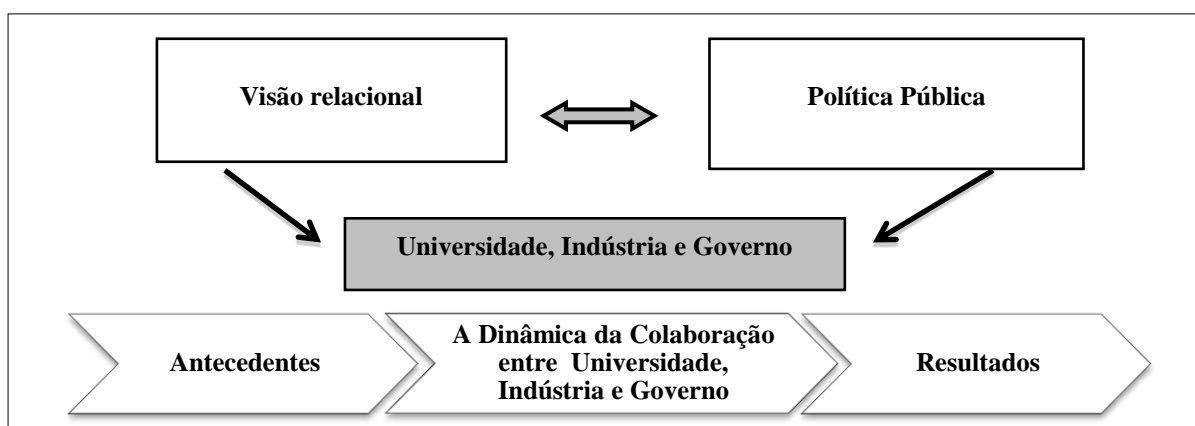 Visão relacional
Política Pública
Universidade, Indústria e Governo
Antecedentes
A Dinâmica da Colaboração
entre Universidade,
Indústria e Governo
Resultados